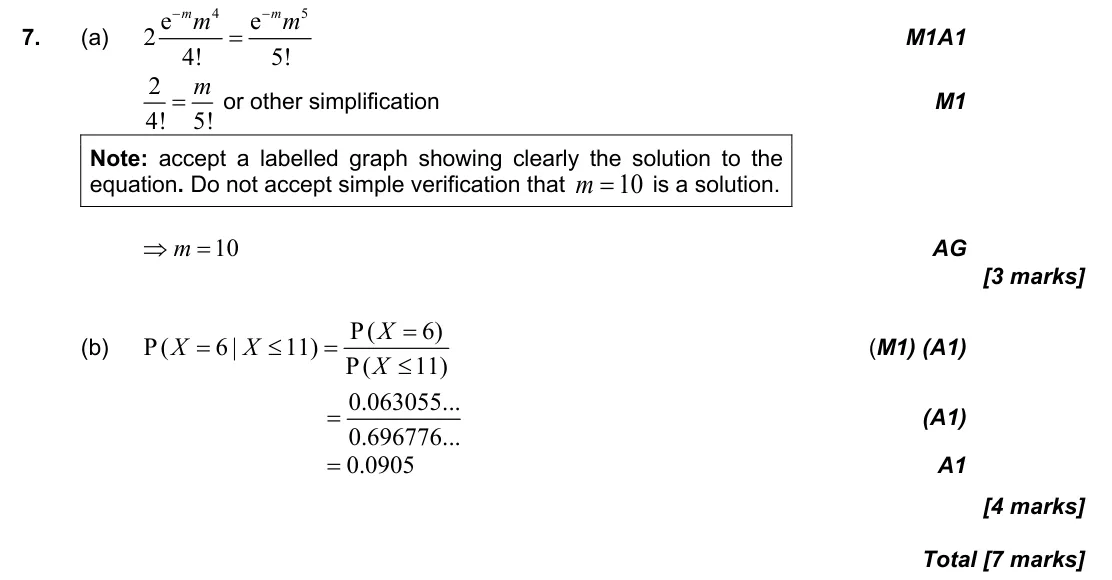 7. (a) 2 e^{-m}m^4/4! = e^{-m}m^5/5! M1A1
2/4! = m/5! or other simplification M1
Note: accept a labelled graph showing clearly the solution to the
equation. Do not accept simple verification that m = 10 is a solution.
⇒ m = 10 AG
[3 marks]
(b) P(X = 6 | X ≤ 11) = P(X = 6)/P(X ≤ 11) (M1) (A1)
= 0.063055.../0.696776... (A1)
= 0.0905 A1
[4 marks]
Total [7 marks]